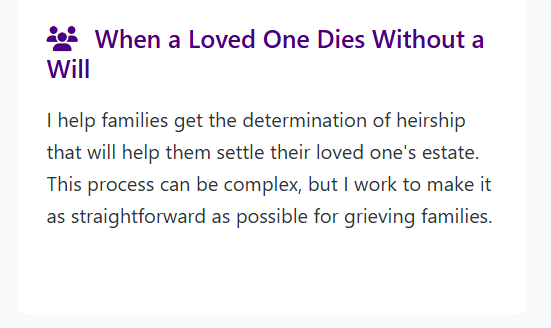 When a Loved One Dies Without a
Will
I help families get the determination of heirship
that will help them settle their loved one's estate.
This process can be complex, but I work to make it
as straightforward as possible for grieving families.